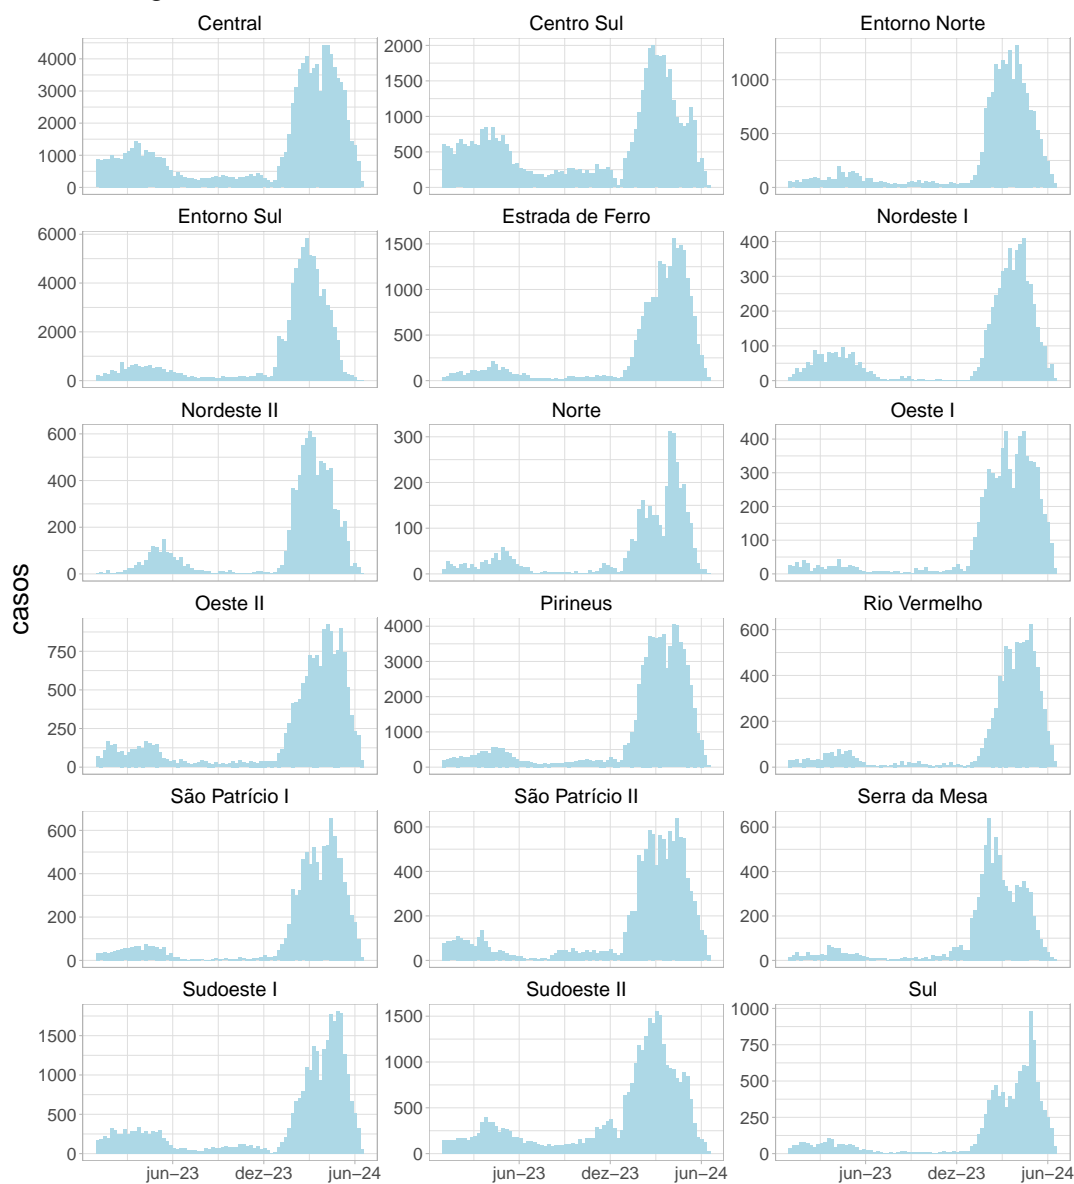 Central Centro Sul Entorno Norte
4000 3000 2000 1000 0
2000 1500 1000 500 0
1000 500 0
Entorno Sul Estrada de Ferro Nordeste I
6000 4000 2000 0
1500 1000 500 0
400 300 200 100 0
Nordeste II Norte Oeste I
600 400 200 0
300 200 100 0
400 300 200 100 0
Oeste II Pirineus Rio Vermelho
750 500 250 0
4000 3000 2000 1000 0
600 400 200 0
São Patrício I São Patrício II Serra da Mesa
600 400 200 0
600 400 200 0
600 400 200 0
Sudoeste I Sudoeste II Sul
1500 1000 500 0
1500 1000 500 0
1000 750 500 250 0
jun–23 dez–23 jun–24 jun–23 dez–23 jun–24 jun–23 dez–23 jun–24
casos